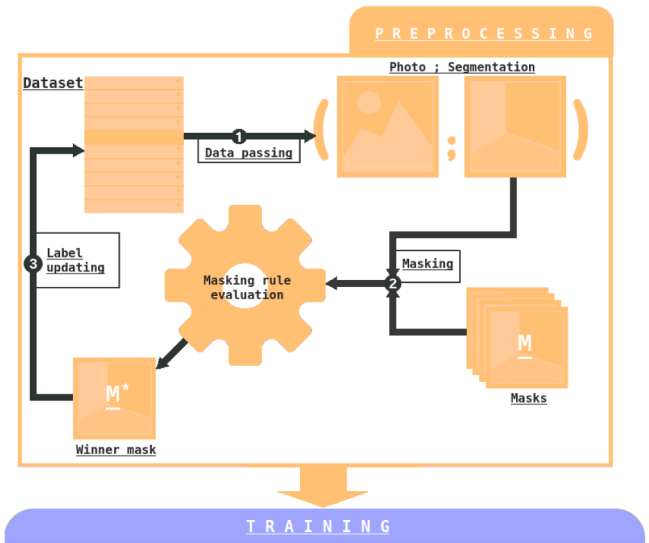 PREPROCESSING
Photo ; Segmentation
Dataset
1
( ; )
Data passing
Label
updating
3
Masking rule
evaluation
Masking
2
M
Masks
M*
Winner mask
TRAINING